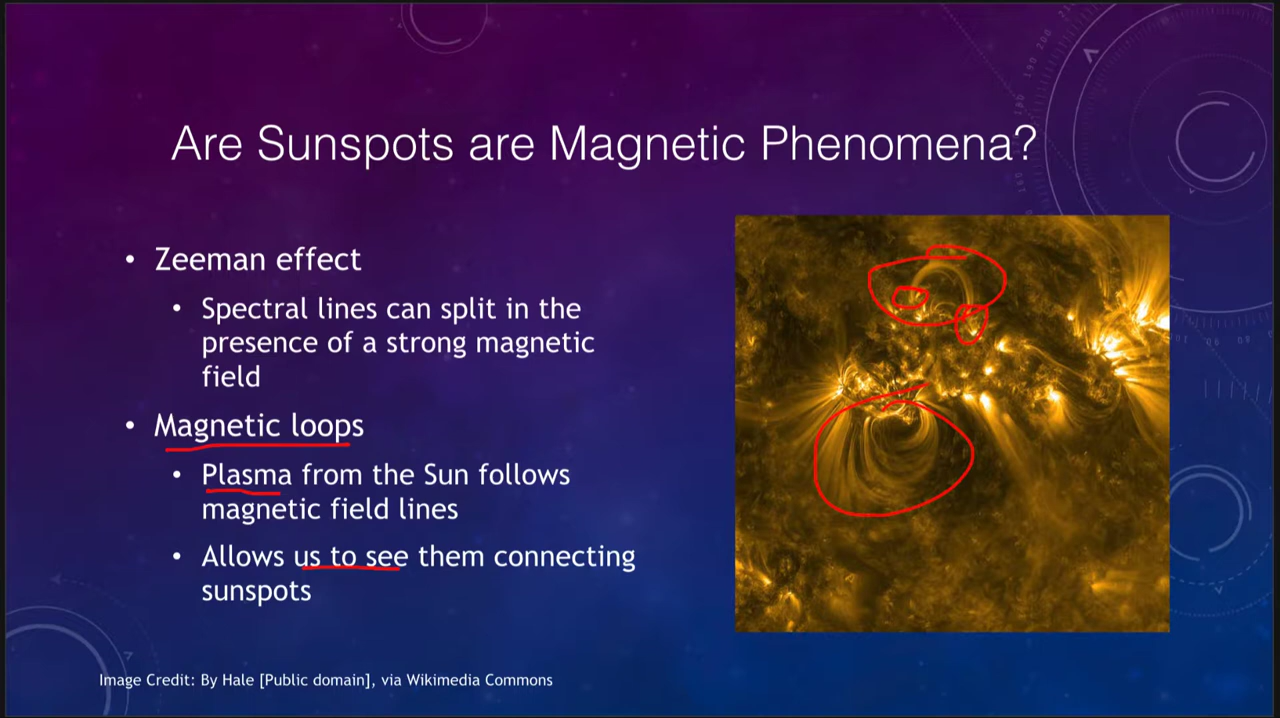 Are Sunspots are Magnetic Phenomena?
• Zeeman effect
• Spectral lines can split in the
presence of a strong magnetic
field
• Magnetic loops
• Plasma from the Sun follows
magnetic field lines
• Allows us to see them connecting
sunspots
Image Credit: By Hale [Public domain], via Wikimedia Commons